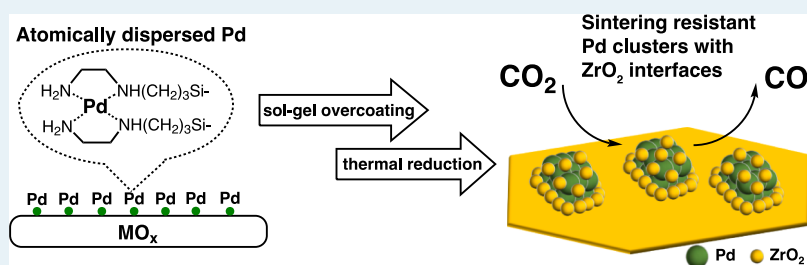 Atomically dispersed Pd
H₂N NH(CH₂)₃Si-
Pd
H₂N NH(CH₂)₃Si-
Pd Pd Pd Pd Pd Pd Pd
MOₓ
sol-gel overcoating
thermal reduction
Sintering resistant
Pd clusters with
ZrO₂ interfaces
CO₂ CO
Pd ZrO₂